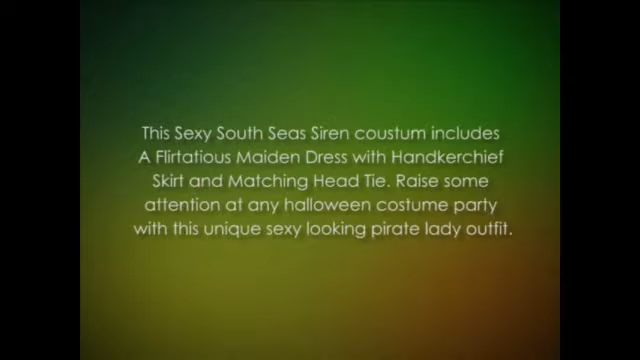 This Sexy South Seas Siren coustum includes
A Flirtatious Maiden Dress with Handkerchief
Skirt and Matching Head Tie. Raise some
attention at any halloween costume party
with this unique sexy looking pirate lady outfit.